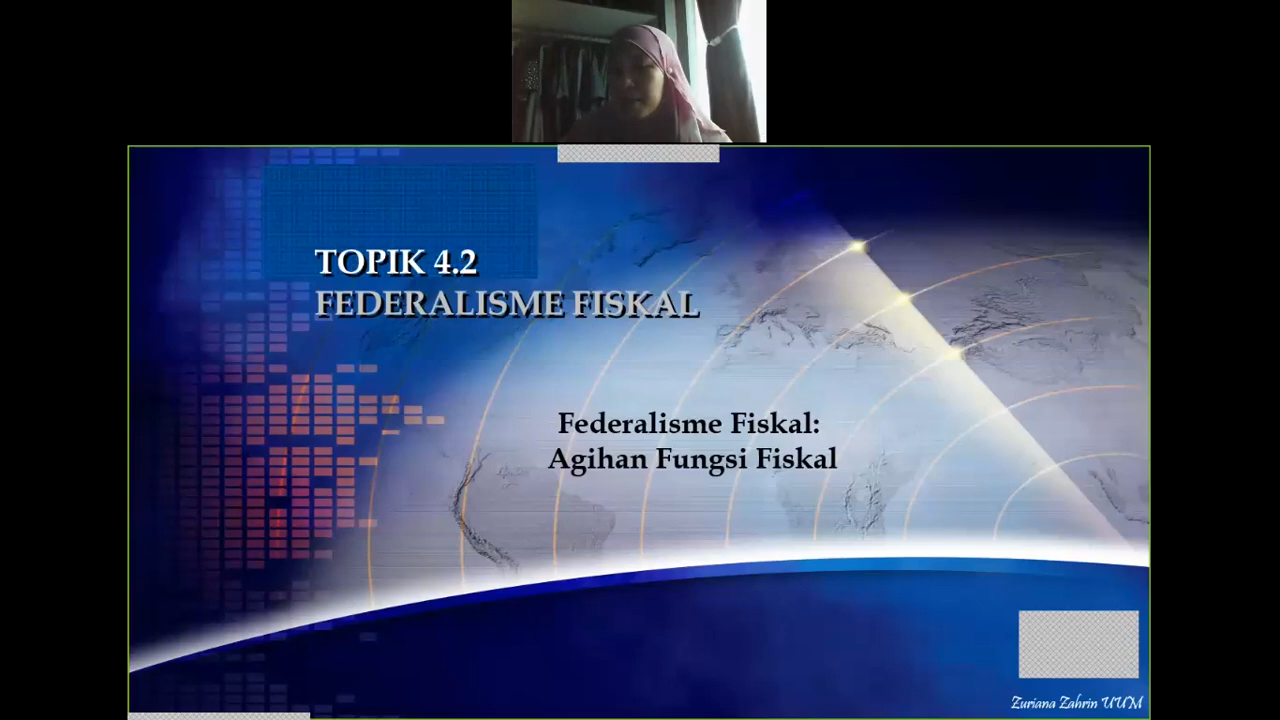 TOPIK 4.2
FEDERALISME FISKAL
Federalisme Fiskal:
Agihan Fungsi Fiskal
Zuriana Zahrin UUM